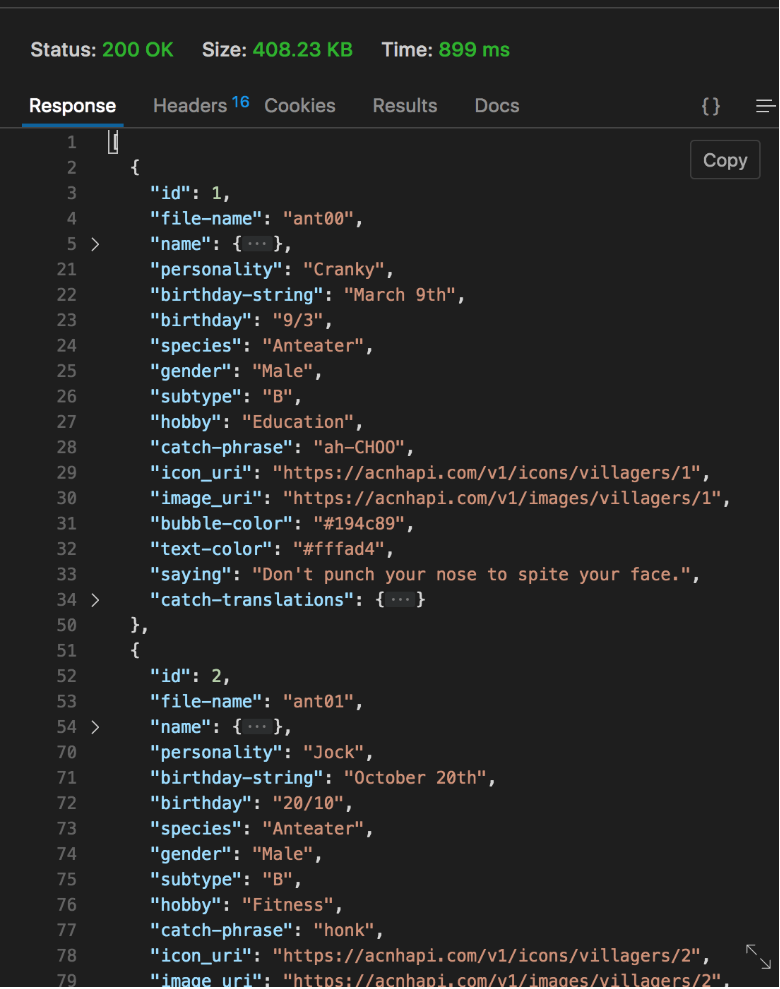 Status: 200 OK Size: 408.23 KB Time: 899 ms
Response Headers 16 Cookies Results Docs {}
Copy
1 [
2 {
3 "id": 1,
4 "file-name": "ant00",
5 "name": {···},
21 "personality": "Cranky",
22 "birthday-string": "March 9th",
23 "birthday": "9/3",
24 "species": "Anteater",
25 "gender": "Male",
26 "subtype": "B",
27 "hobby": "Education",
28 "catch-phrase": "ah-CHOO",
29 "icon_uri": "https://acnhapi.com/v1/icons/villagers/1",
30 "image_uri": "https://acnhapi.com/v1/images/villagers/1",
31 "bubble-color": "#194c89",
32 "text-color": "#fffad4",
33 "saying": "Don't punch your nose to spite your face.",
34 "catch-translations": {···}
50 },
51 {
52 "id": 2,
53 "file-name": "ant01",
54 "name": {···},
70 "personality": "Jock",
71 "birthday-string": "October 20th",
72 "birthday": "20/10",
73 "species": "Anteater",
74 "gender": "Male",
75 "subtype": "B",
76 "hobby": "Fitness",
77 "catch-phrase": "honk",
78 "icon_uri": "https://acnhapi.com/v1/icons/villagers/2",
79 "image_uri": "https://acnhapi.com/v1/images/villagers/2",